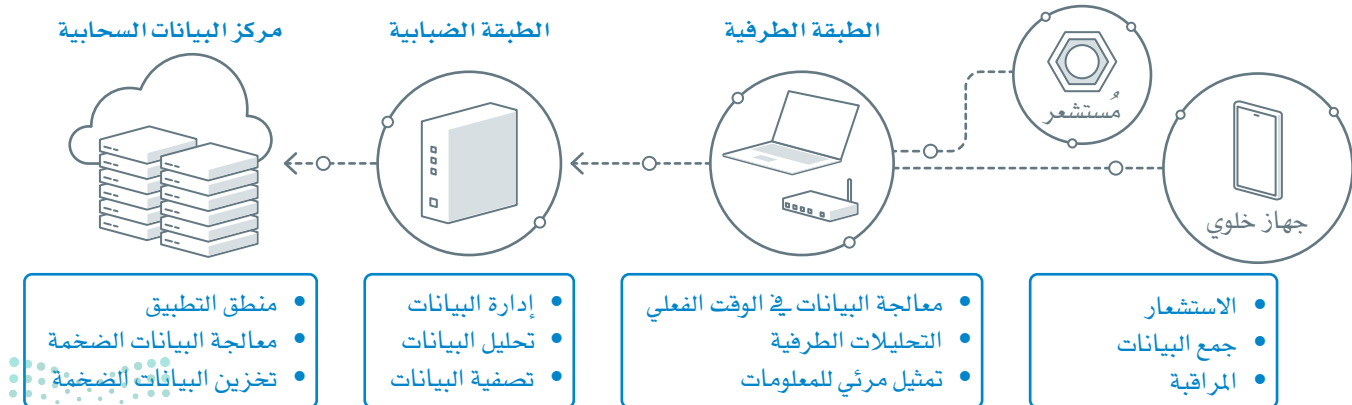 الطبقة الطرفية
الطبقة الضبابية
مركز البيانات السحابية
مُستشعر
جهاز خلوي
الاستشعار
جمع البيانات
المراقبة
معالجة البيانات في الوقت الفعلي
التحليلات الطرفية
تمثيل مرئي للمعلومات
إدارة البيانات
تحليل البيانات
تصفية البيانات
منطق التطبيق
معالجة البيانات الضخمة
تخزين البيانات الضخمة